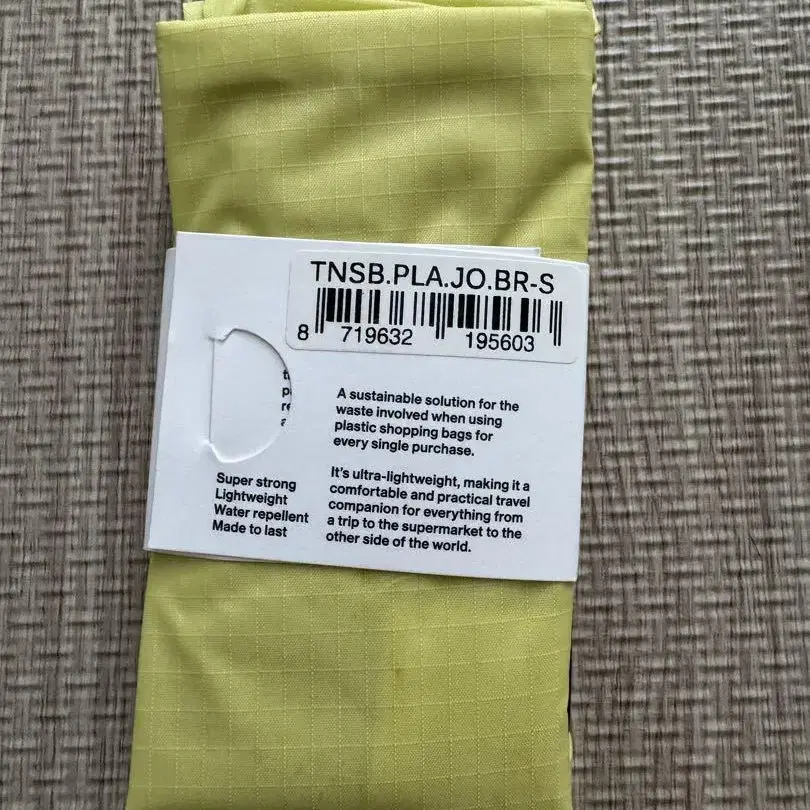 TNSB.PLA.JO.BR-S
8 719632 195603
A sustainable solution for the
waste involved when using
plastic shopping bags for
every single purchase.
It's ultra-lightweight, making it a
comfortable and practical travel
companion for everything from
a trip to the supermarket to the
other side of the world.
Super strong
Lightweight
Water repellent
Made to last